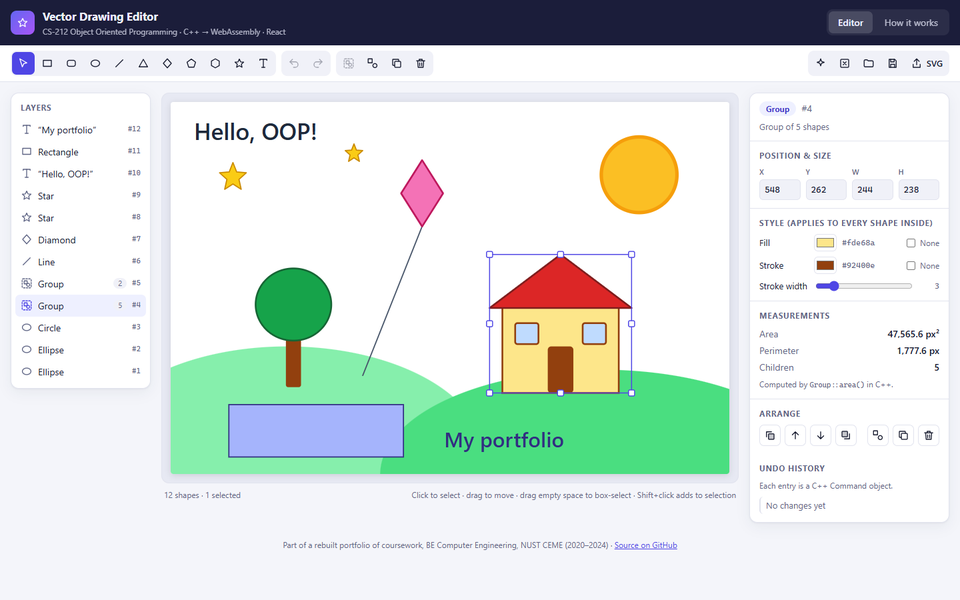 Vector Drawing Editor
CS-212 Object Oriented Programming · C++ → WebAssembly · React
Editor
How it works
SVG
LAYERS
"My portfolio" #12
Rectangle #11
"Hello, OOP!" #10
Star #9
Star #8
Diamond #7
Line #6
Group 2 #5
Group 5 #4
Circle #3
Ellipse #2
Ellipse #1
Hello, OOP!
My portfolio
12 shapes · 1 selected
Click to select · drag to move · drag empty space to box-select · Shift+click adds to selection
Group #4
Group of 5 shapes
POSITION & SIZE
X Y W H
548 262 244 238
STYLE (APPLIES TO EVERY SHAPE INSIDE)
Fill #fde68a None
Stroke #92400e None
Stroke width 3
MEASUREMENTS
Area 47,565.6 px²
Perimeter 1,777.6 px
Children 5
Computed by Group::area() in C++.
ARRANGE
UNDO HISTORY
Each entry is a C++ Command object.
No changes yet
Part of a rebuilt portfolio of coursework, BE Computer Engineering, NUST CEME (2020–2024) · Source on GitHub